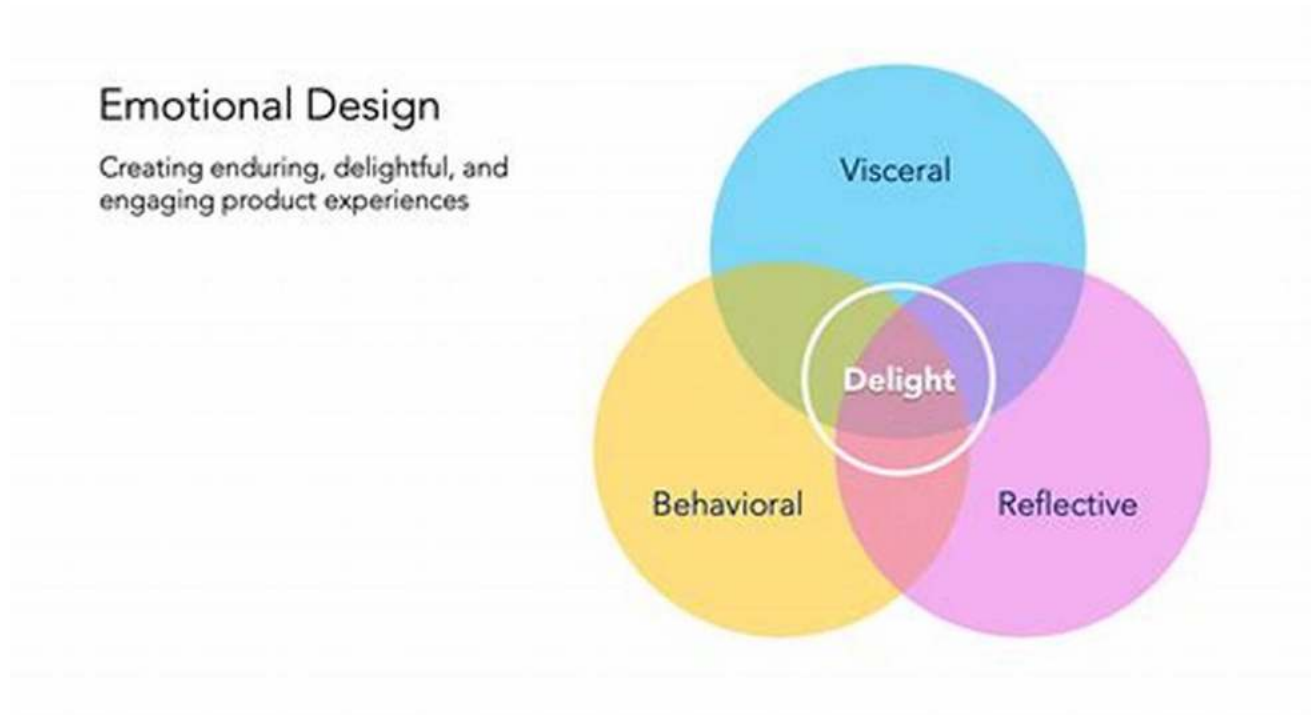 Emotional Design
Creating enduring, delightful, and
engaging product experiences
Visceral
Delight
Behavioral
Reflective